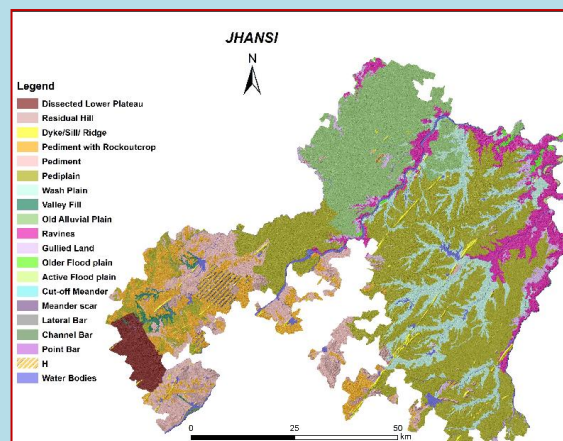 JHANSI
N
Legend
Dissected Lower Plateau
Residual Hill
Dyke/Sill/ Ridge
Pediment with Rockoutcrop
Pediment
Pediplain
Wash Plain
Valley Fill
Old Alluvial Plain
Ravines
Gullied Land
Older Flood plain
Active Flood plain
Cut-off Meander
Meander scar
Lateral Bar
Channel Bar
Point Bar
H
Water Bodies
0 25 50
km